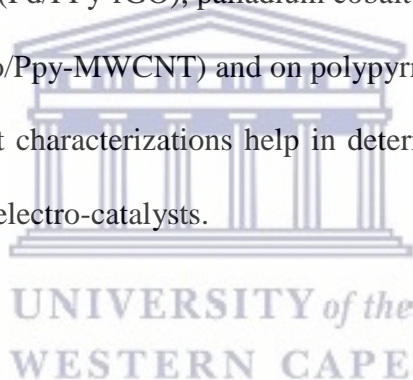 (Pd/PPy-rGO), palladium cobalt
o/Ppy-MWCNT) and on polypyrr
t characterizations help in deter
electro-catalysts.
UNIVERSITY of the
WESTERN CAPE